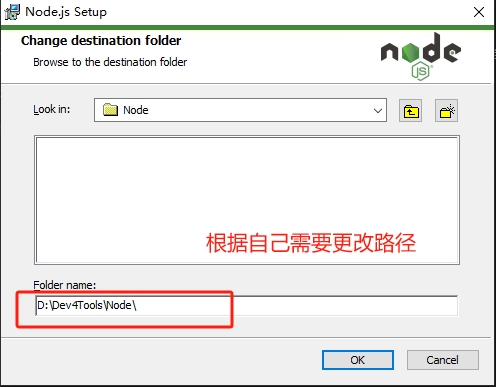 Node.js Setup
Change destination folder
Browse to the destination folder
node
JS
Look in:
Node
根据自己需要更改路径
Folder name:
D:\Dev4Tools\Node\
OK
Cancel